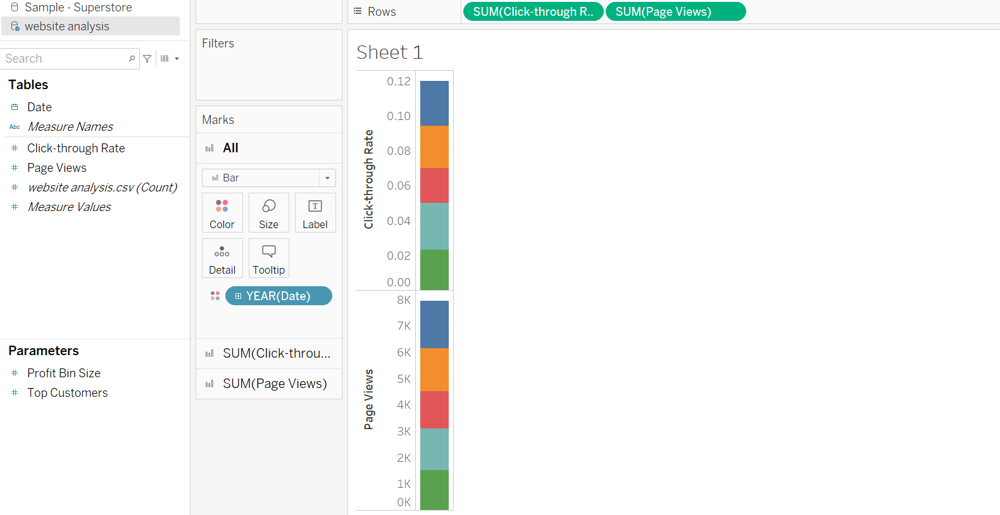 Sample - Superstore
website analysis
Search
Tables
Date
Abc Measure Names
Click-through Rate
Page Views
website analysis.csv (Count)
Measure Values
Parameters
Profit Bin Size
Top Customers
Filters
Marks
All
Bar
Color
Size
T
Label
Detail
Tooltip
YEAR(Date)
SUM(Click-throu...
SUM(Page Views)
Rows
SUM(Click-through R..
SUM(Page Views)
Sheet 1
Click-through Rate
0.12
0.10
0.08
0.06
0.04
0.02
0.00
Page Views
8K
7K
6K
5K
4K
3K
2K
1K
0K